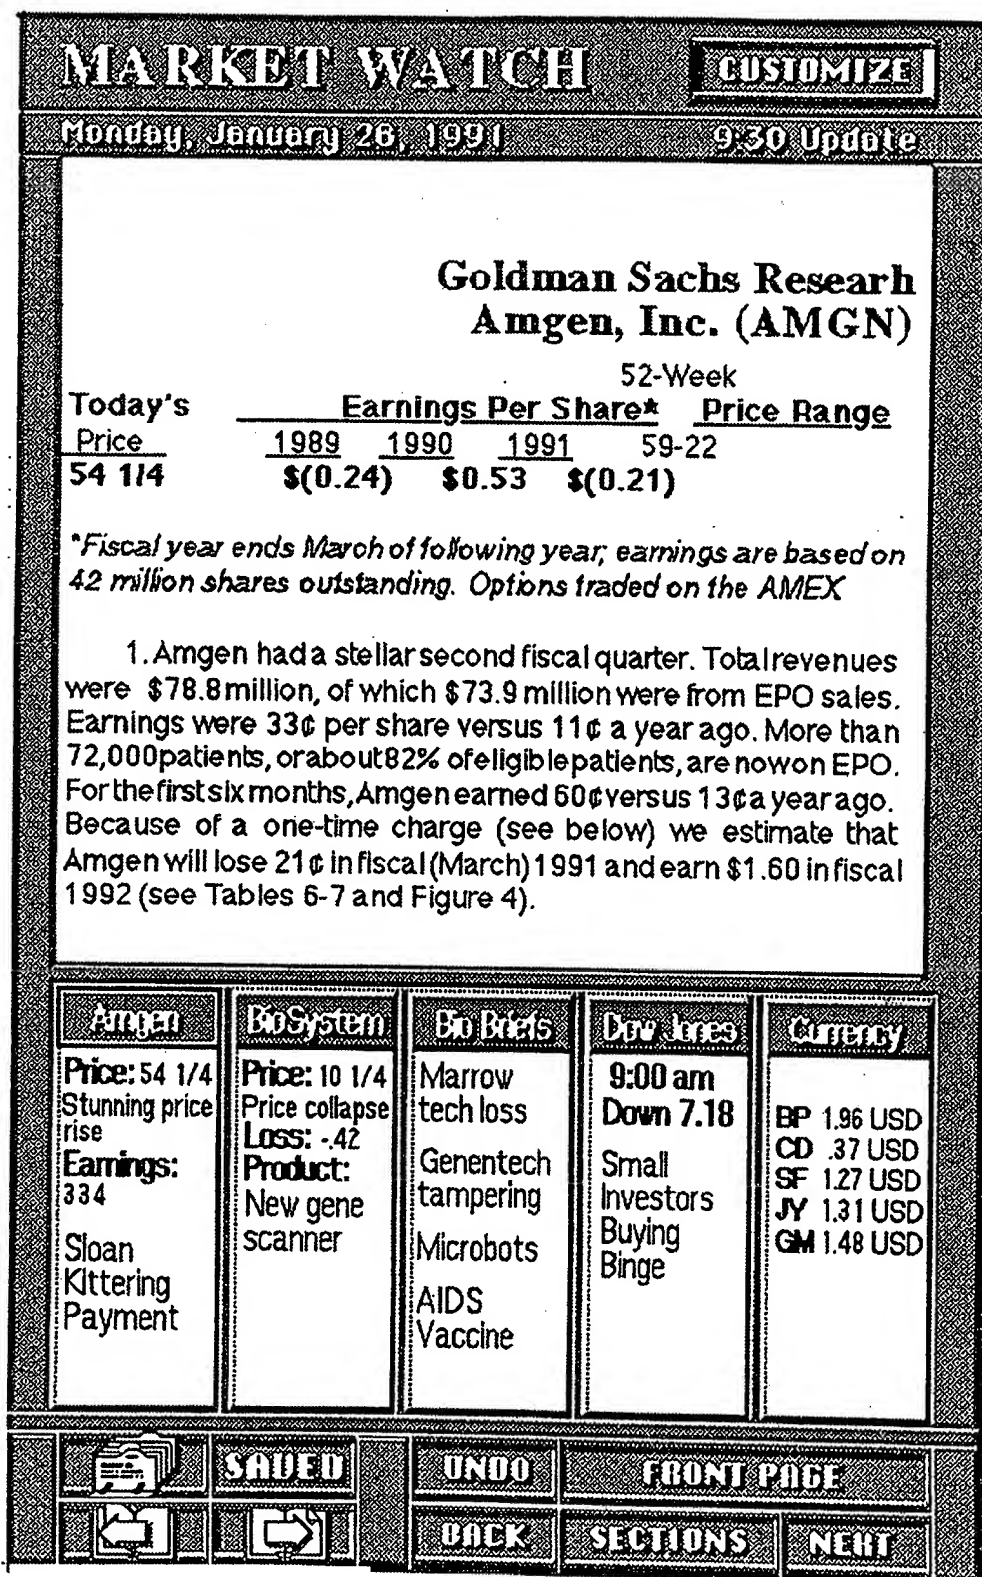 MARKET WATCH
CUSTOMIZE
Monday, January 26, 1991
9:30 Update
Goldman Sachs Researh
Amgen, Inc. (AMGN)
52-Week
Today's Earnings Per Share* Price Range
Price 1989 1990 1991 59-22
54 1/4 $(0.24) $0.53 $(0.21)
*Fiscal year ends March of following year; earnings are based on
42 million shares outstanding. Options traded on the AMEX
1. Amgen had a stellar second fiscal quarter. Total revenues
were $78.8 million, of which $73.9 million were from EPO sales.
Earnings were 33¢ per share versus 11¢ a year ago. More than
72,000 patients, or about 82% of eligible patients, are now on EPO.
For the first six months, Amgen earned 60¢ versus 13¢ a year ago.
Because of a one-time charge (see below) we estimate that
Amgen will lose 21¢ in fiscal (March) 1991 and earn $1.60 in fiscal
1992 (see Tables 6-7 and Figure 4).
Amgen
Price: 54 1/4
Stunning price
rise
Earnings:
334
Sloan
Kittering
Payment
BioSystem
Price: 10 1/4
Price collapse
Loss: -.42
Product:
New gene
scanner
Bio Briefs
Marrow
tech loss
Genentech
tampering
Microbots
AIDS
Vaccine
Dow Jones
9:00 am
Down 7.18
Small
Investors
Buying
Binge
Currency
BP 1.96 USD
CD .37 USD
SF 1.27 USD
JY 1.31 USD
GM 1.48 USD
SAVED
UNDO
FRONT PAGE
BACK
SECTIONS
NEXT